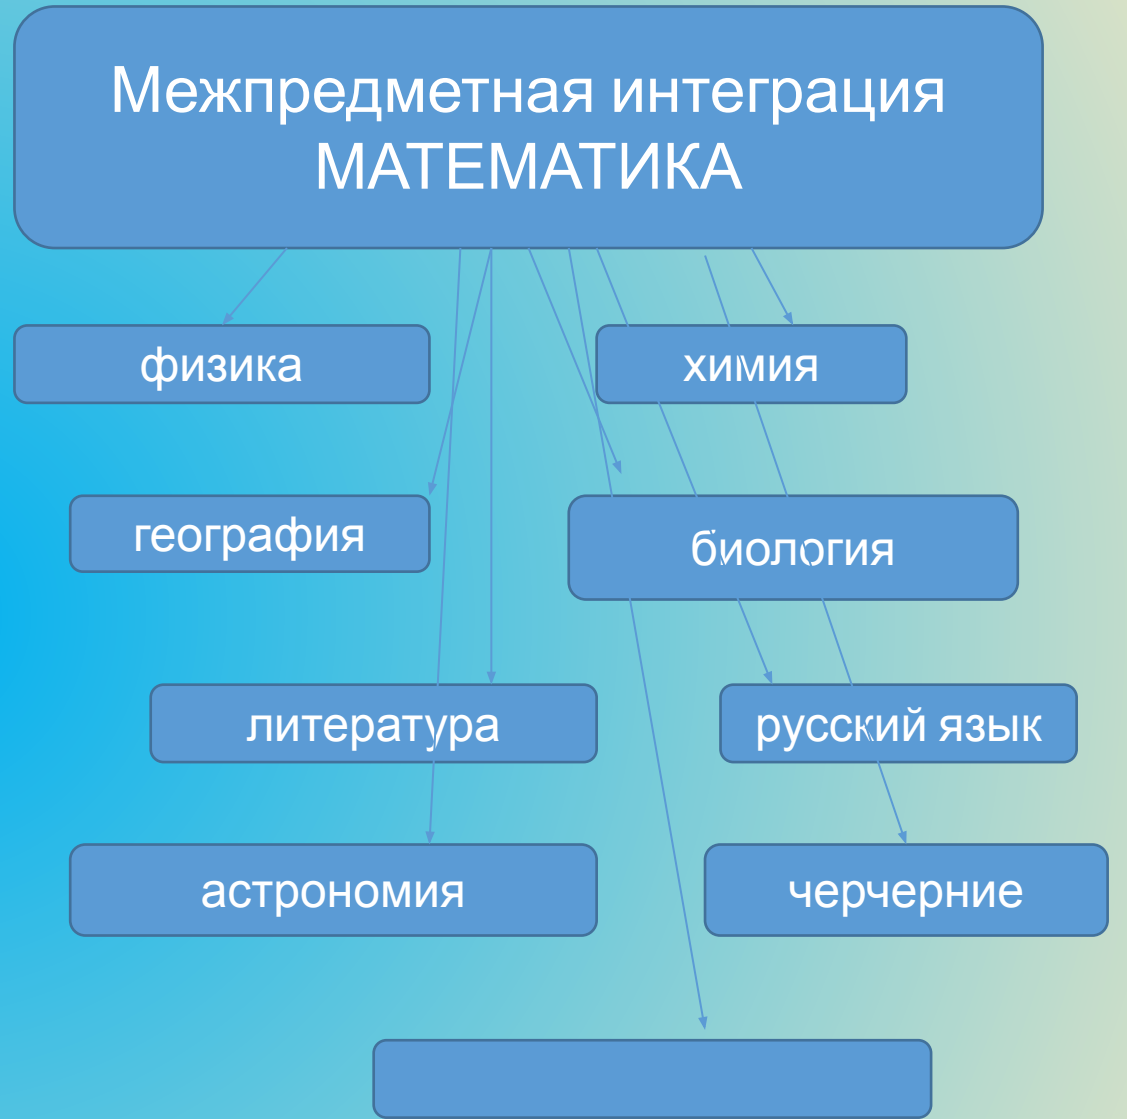 Межпредметная интеграция
МАТЕМАТИКА
физика
химия
география
биология
литература
русский язык
астрономия
черчерние